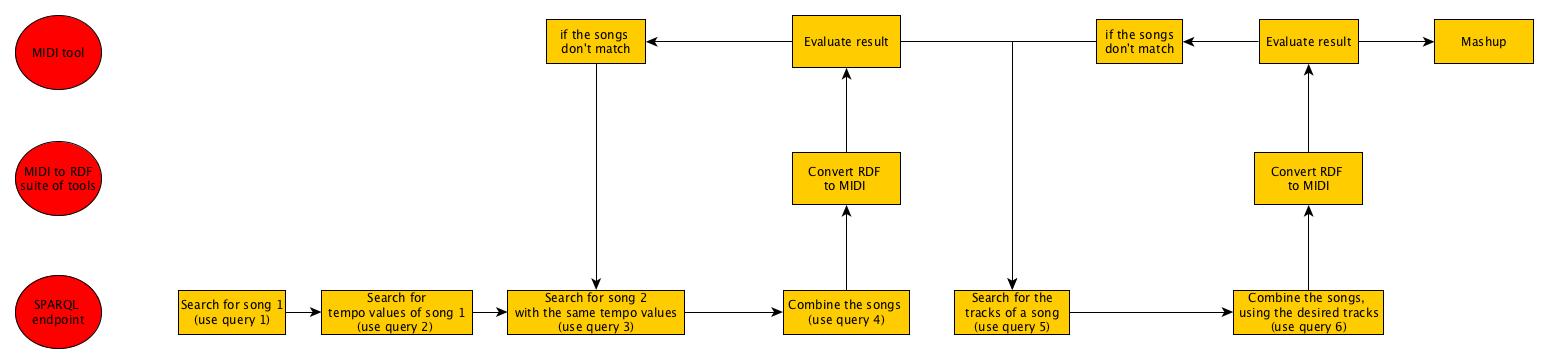 MIDI tool
if the songs
don't match
Evaluate result
if the songs
don't match
Evaluate result
Mashup
MIDI to RDF
suite of tools
Convert RDF
to MIDI
Convert RDF
to MIDI
SPARQL
endpoint
Search for song 1
(use query 1)
Search for
tempo values of song 1
(use query 2)
Search for song 2
with the same tempo values
(use query 3)
Combine the songs
(use query 4)
Search for the
tracks of a song
(use query 5)
Combine the songs,
using the desired tracks
(use query 6)